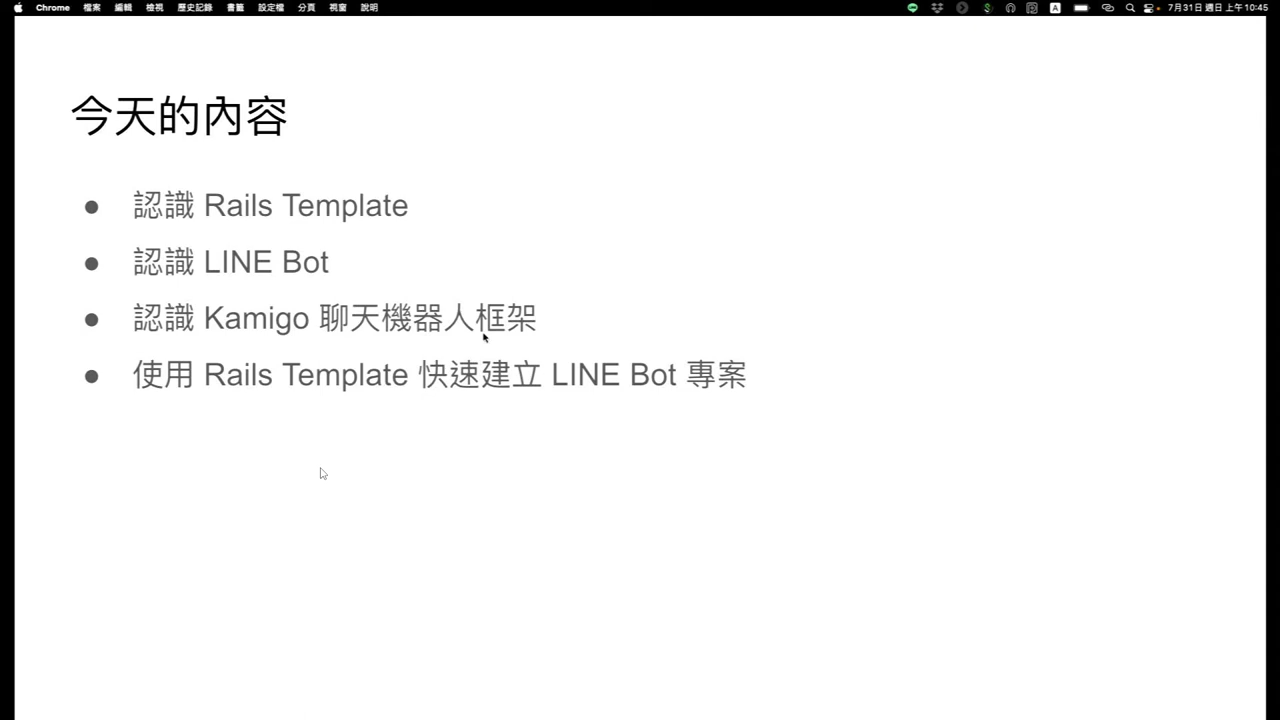 Chrome 檔案 編輯 檢視 歷史記錄 書籤 設定檔 分頁 視窗 說明 A 7月31日 週日 上午10:45
今天的內容
● 認識 Rails Template
● 認識 LINE Bot
● 認識 Kamigo 聊天機器人框架
● 使用 Rails Template 快速建立 LINE Bot 專案